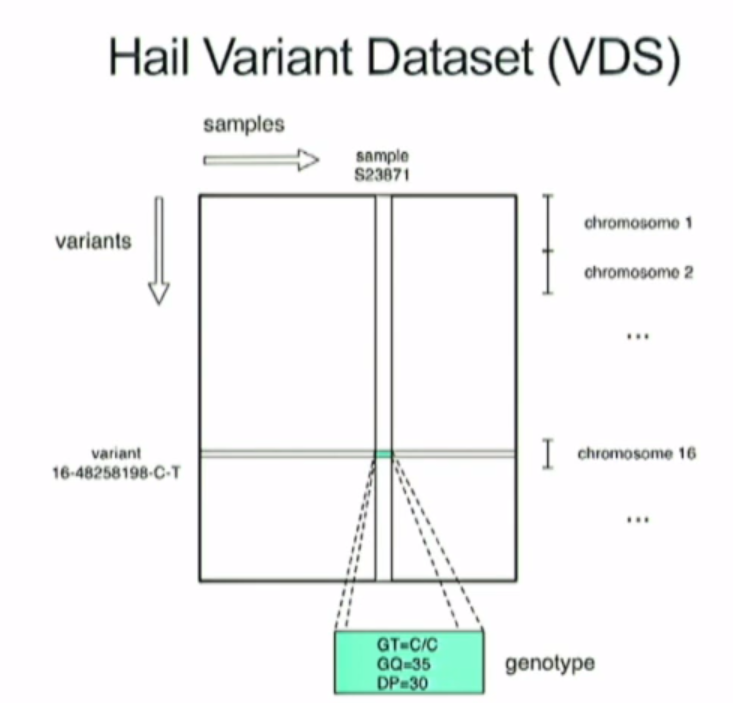 Hail Variant Dataset (VDS)
samples
sample
S23871
variants
chromosome 1
chromosome 2
...
variant
16-48258198-C-T
chromosome 16
...
GT=C/C
GQ=35
DP=30
genotype